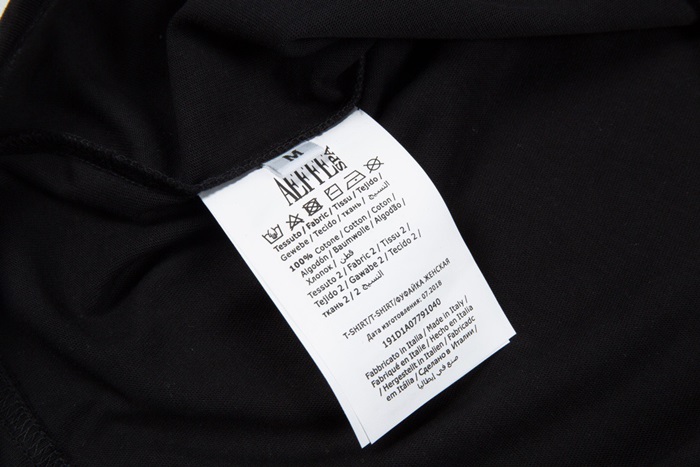 M
AEFFE SPA
Tessuto / Fabric / Tissu / Tejido /
Gewebe / Tecido / ткань / النسيج
100% Cotone / Cotton / Coton /
Algodón / Baumwolle / Algodão /
Хлопок / قطن
Tessuto 2 / Fabric 2 / Tissu 2 /
Tejido 2 / Gawabe 2 / Tecido 2 /
ткань 2 / 2 النسيج
T-SHIRT/T-SHIRT/ФУФАЙКА ЖЕНСКАЯ
Дата изготовления: 07.2018
191D1A07791040
Fabbricato in Italia / Made in Italy /
Fabriqué en Italie / Hecho en Italia
/ Hergestellt in Italien / Fabricado
em Itália / Сделано в Италии /
صنع في إيطاليا